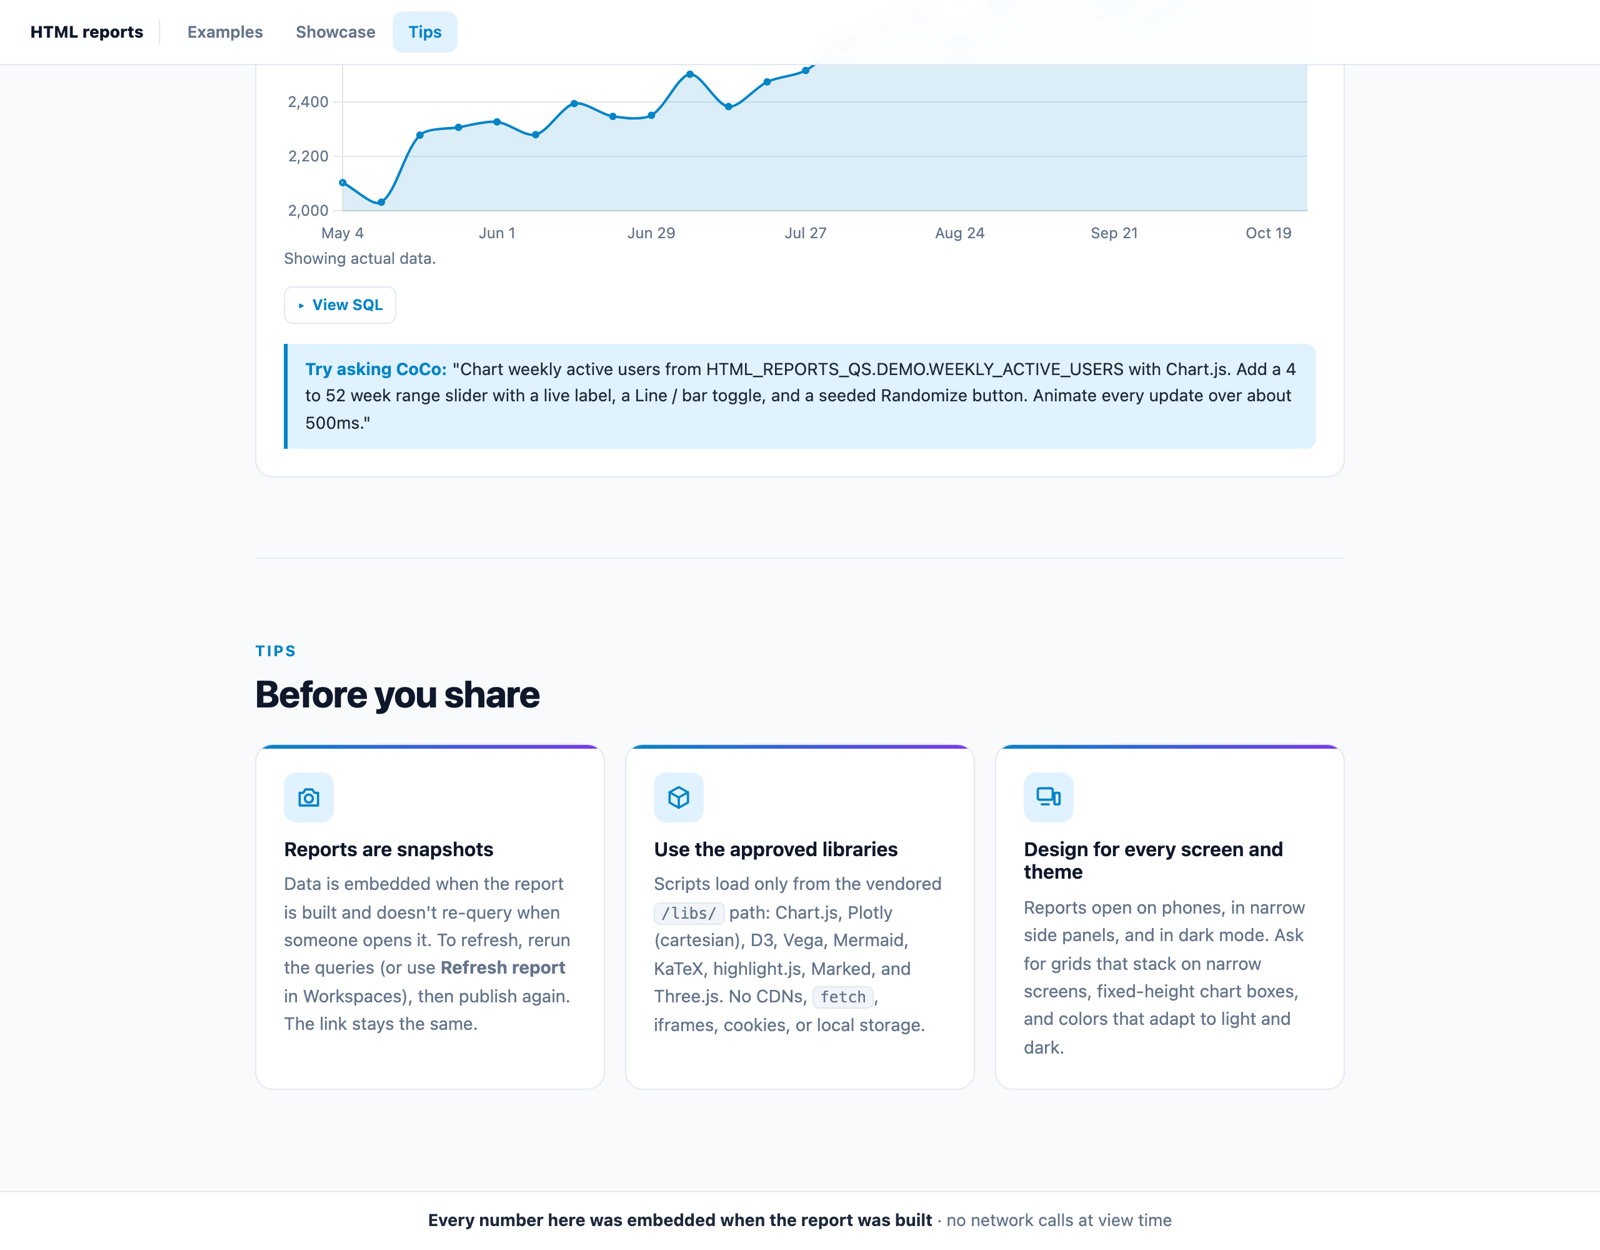 HTML reports
Examples
Showcase
Tips
2,400
2,200
2,000
May 4
Jun 1
Jun 29
Jul 27
Aug 24
Sep 21
Oct 19
Showing actual data.
▸ View SQL
Try asking CoCo: "Chart weekly active users from HTML_REPORTS_QS.DEMO.WEEKLY_ACTIVE_USERS with Chart.js. Add a 4
to 52 week range slider with a live label, a Line / bar toggle, and a seeded Randomize button. Animate every update over about
500ms."
TIPS
Before you share
Reports are snapshots
Data is embedded when the report
is built and doesn't re-query when
someone opens it. To refresh, rerun
the queries (or use Refresh report
in Workspaces), then publish again.
The link stays the same.
Use the approved libraries
Scripts load only from the vendored
/libs/ path: Chart.js, Plotly
(cartesian), D3, Vega, Mermaid,
KaTeX, highlight.js, Marked, and
Three.js. No CDNs, fetch,
iframes, cookies, or local storage.
Design for every screen and
theme
Reports open on phones, in narrow
side panels, and in dark mode. Ask
for grids that stack on narrow
screens, fixed-height chart boxes,
and colors that adapt to light and
dark.
Every number here was embedded when the report was built · no network calls at view time